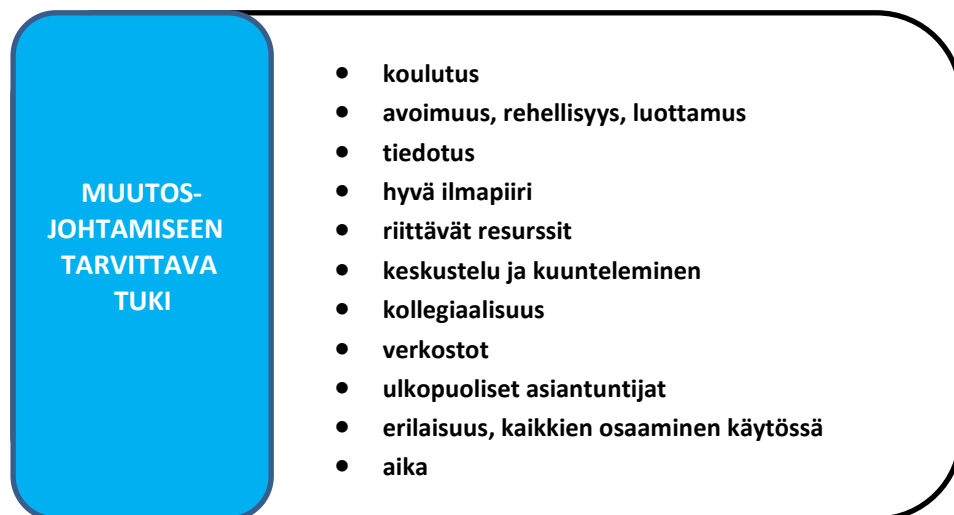 MUUTOS-
JOHTAMISEEN
TARVITTAVA
TUKI
• koulutus
• avoimuus, rehellisyys, luottamus
• tiedotus
• hyvä ilmapiiri
• riittävät resurssit
• keskustelu ja kuunteleminen
• kollegiaalisuus
• verkostot
• ulkopuoliset asiantuntijat
• erilaisuus, kaikkien osaaminen käytössä
• aika